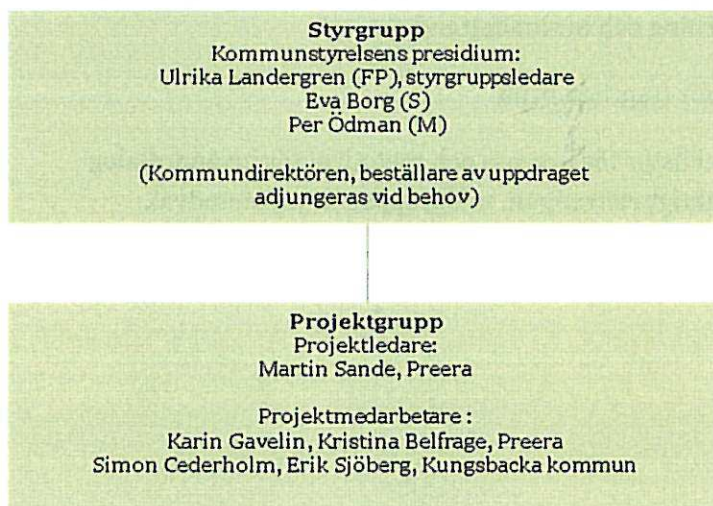 Styrgrupp
Kommunstyrelsens presidium:
Ulrika Landergren (FP), styrgruppsledare
Eva Borg (S)
Per Ödman (M)
(Kommundirektören, beställare av uppdraget
adjungeras vid behov)
Projektgrupp
Projektledare:
Martin Sande, Preera
Projektmedarbetare :
Karin Gavelin, Kristina Belfrage, Preera
Simon Cederholm, Erik Sjöberg, Kungsbacka kommun